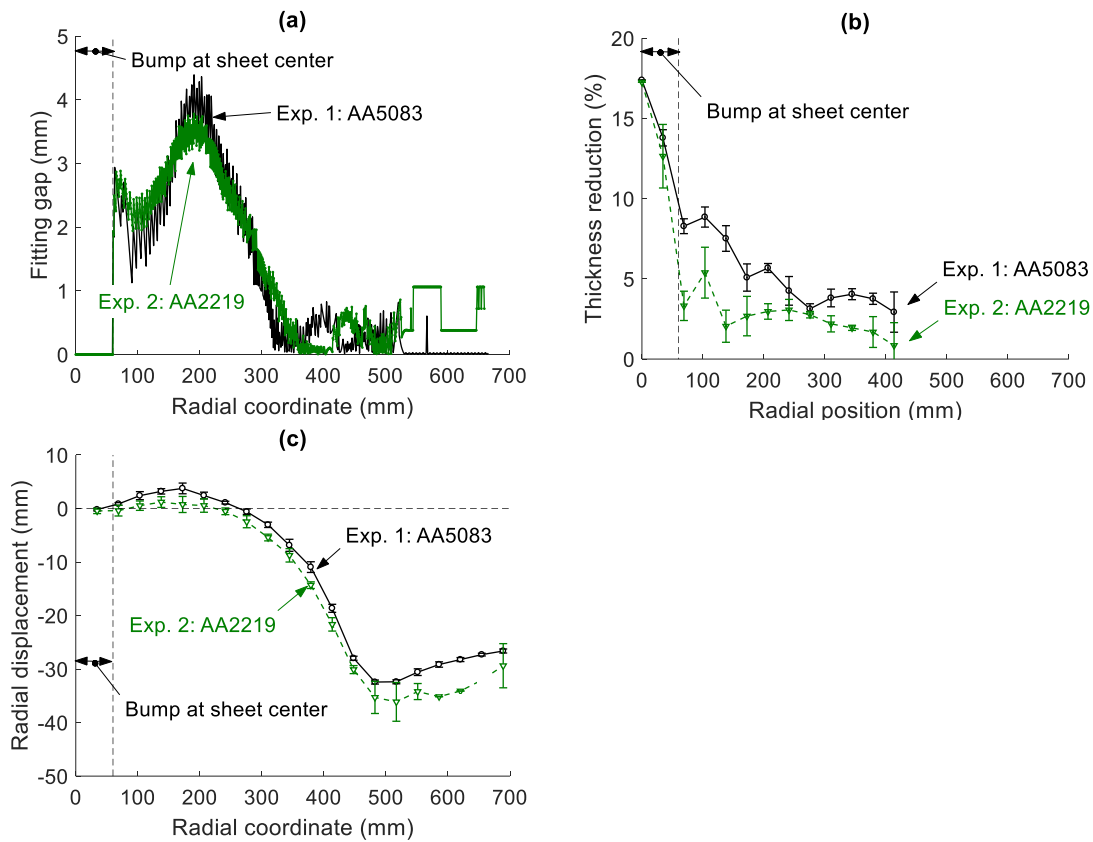 (a)
5
4
3
2
1
0
Fitting gap (mm)
Bump at sheet center
Exp. 1: AA5083
Exp. 2: AA2219
0 100 200 300 400 500 600 700
Radial coordinate (mm)
(b)
20
15
10
5
0
Thickness reduction (%)
Bump at sheet center
Exp. 1: AA5083
Exp. 2: AA2219
0 100 200 300 400 500 600 700
Radial position (mm)
(c)
10
0
-10
-20
-30
-40
-50
Radial displacement (mm)
Exp. 1: AA5083
Exp. 2: AA2219
Bump at sheet center
0 100 200 300 400 500 600 700
Radial coordinate (mm)